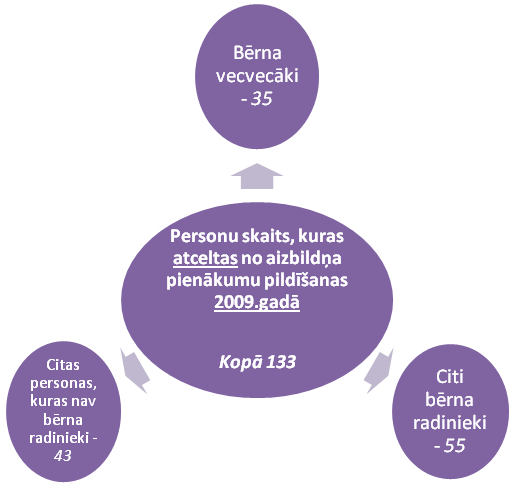 Bērna
vecvecāki
- 35
Personu skaits, kuras
atceltas no aizbildņa
pienākumu pildīšanas
2009.gadā
Kopā 133
Citas
personas,
kuras nav
bērna
radinieki -
43
Citi
bērna
radinieki
- 55